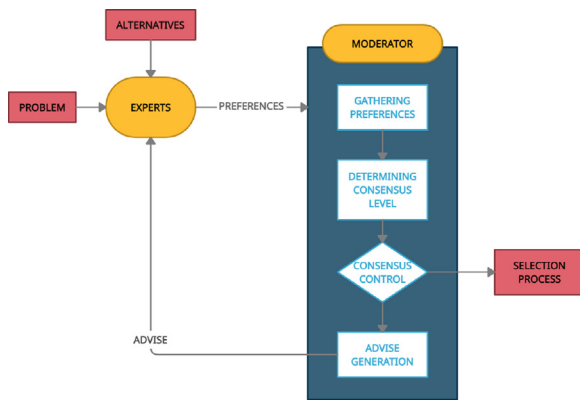 ALTERNATIVES
MODERATOR
PROBLEM
EXPERTS
PREFERENCES
GATHERING
PREFERENCES
DETERMINING
CONSENSUS
LEVEL
CONSENSUS
CONTROL
SELECTION
PROCESS
ADVISE
ADVISE
GENERATION